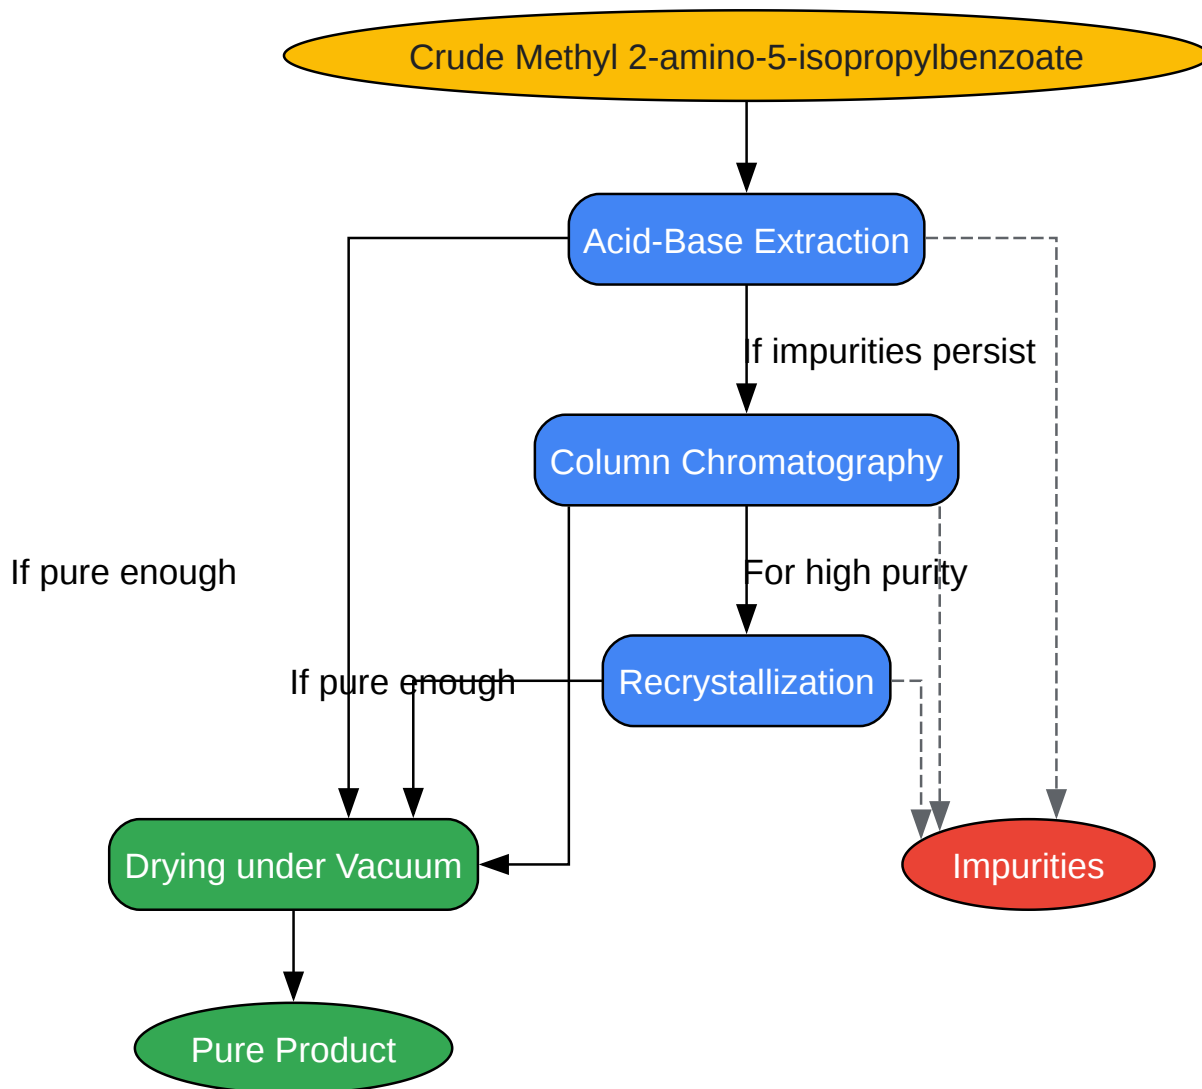 Crude Methyl 2-amino-5-isopropylbenzoate
Acid-Base Extraction
If impurities persist
Column Chromatography
If pure enough
For high purity
If pure enough
Recrystallization
Drying under Vacuum
Impurities
Pure Product